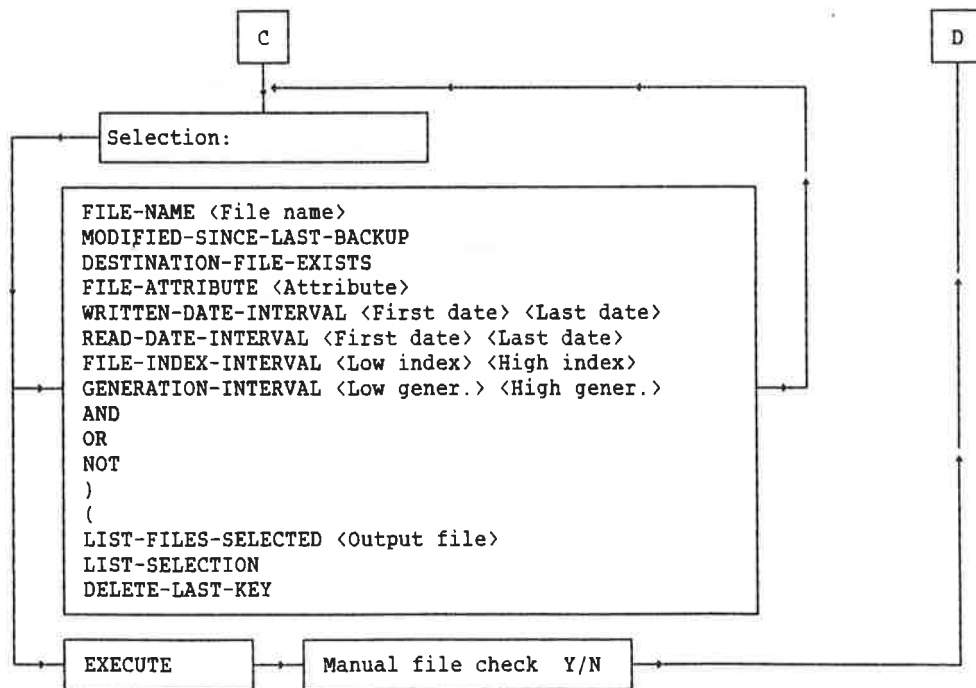 C
D
Selection:
FILE-NAME <File name>
MODIFIED-SINCE-LAST-BACKUP
DESTINATION-FILE-EXISTS
FILE-ATTRIBUTE <Attribute>
WRITTEN-DATE-INTERVAL <First date> <Last date>
READ-DATE-INTERVAL <First date> <Last date>
FILE-INDEX-INTERVAL <Low index> <High index>
GENERATION-INTERVAL <Low gener.> <High gener.>
AND
OR
NOT
)
(
LIST-FILES-SELECTED <Output file>
LIST-SELECTION
DELETE-LAST-KEY
EXECUTE
Manual file check Y/N